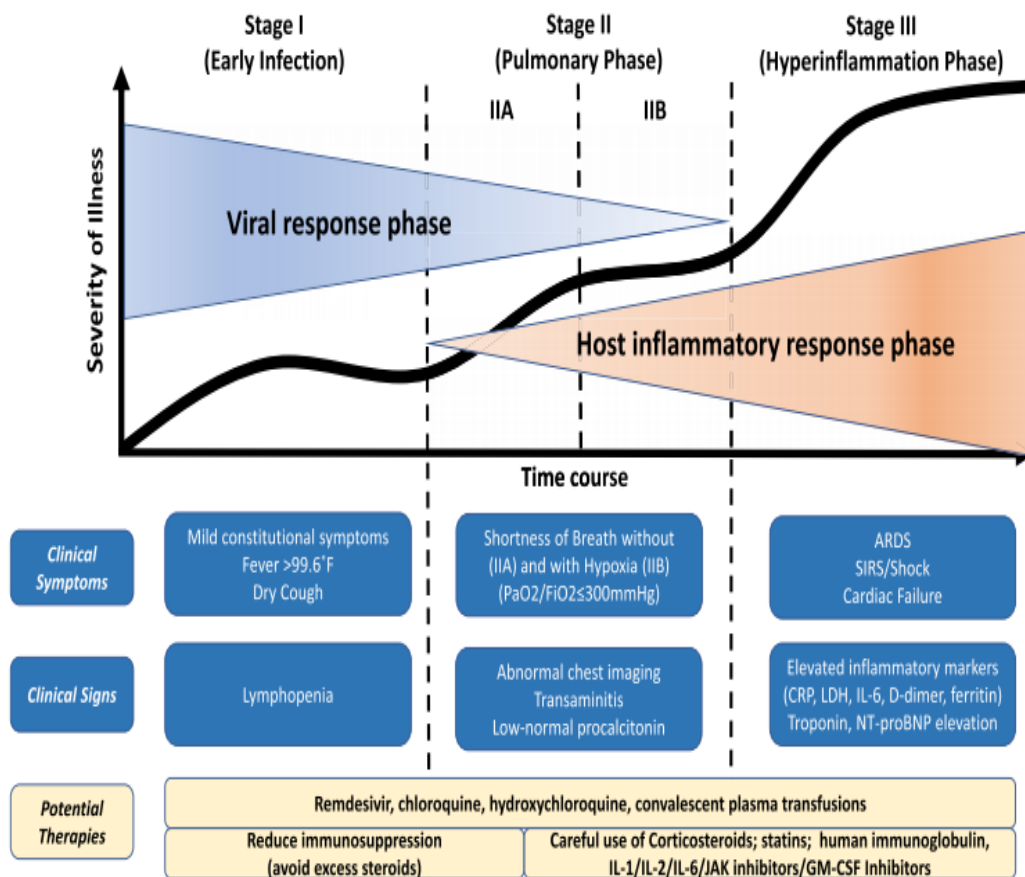 Stage I
(Early Infection)
Stage II
(Pulmonary Phase)
Stage III
(Hyperinflammation Phase)
IIA
IIB
Severity of Illness
Viral response phase
Host inflammatory response phase
Time course
Clinical
Symptoms
Mild constitutional symptoms
Fever >99.6°F
Dry Cough
Shortness of Breath without
(IIA) and with Hypoxia (IIB)
(PaO2/FiO2≤300mmHg)
ARDS
SIRS/Shock
Cardiac Failure
Clinical Signs
Lymphopenia
Abnormal chest imaging
Transaminitis
Low-normal procalcitonin
Elevated inflammatory markers
(CRP, LDH, IL-6, D-dimer, ferritin)
Troponin, NT-proBNP elevation
Potential
Therapies
Remdesivir, chloroquine, hydroxychloroquine, convalescent plasma transfusions
Reduce immunosuppression
(avoid excess steroids)
Careful use of Corticosteroids; statins; human immunoglobulin,
IL-1/IL-2/IL-6/JAK inhibitors/GM-CSF Inhibitors